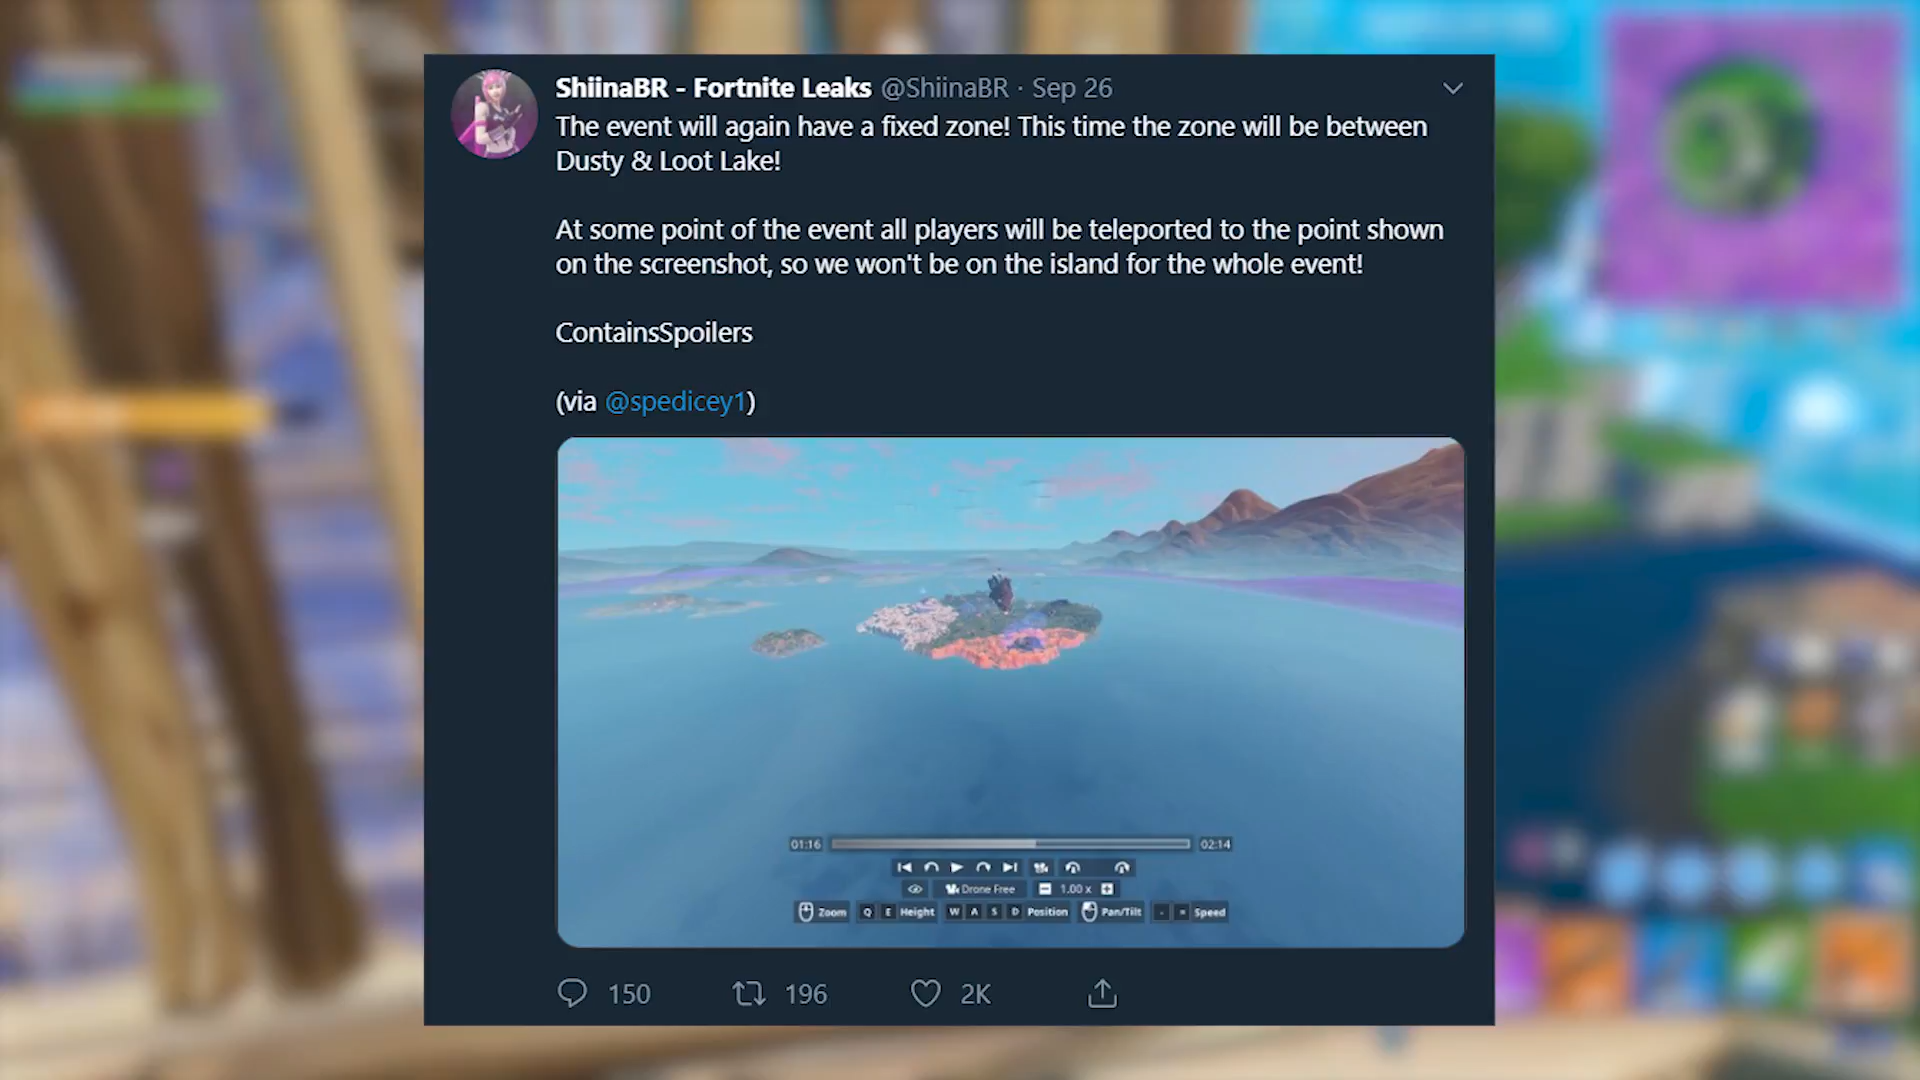 ShiinaBR - Fortnite Leaks @ShiinaBR · Sep 26
The event will again have a fixed zone! This time the zone will be between
Dusty & Loot Lake!
At some point of the event all players will be teleported to the point shown
on the screenshot, so we won't be on the island for the whole event!
ContainsSpoilers
(via @spedicey1)
01:16 02:14
Drone Free 1.00 x
Zoom Q E Height W A S D Position Pan/Tilt - = Speed
150 196 2K